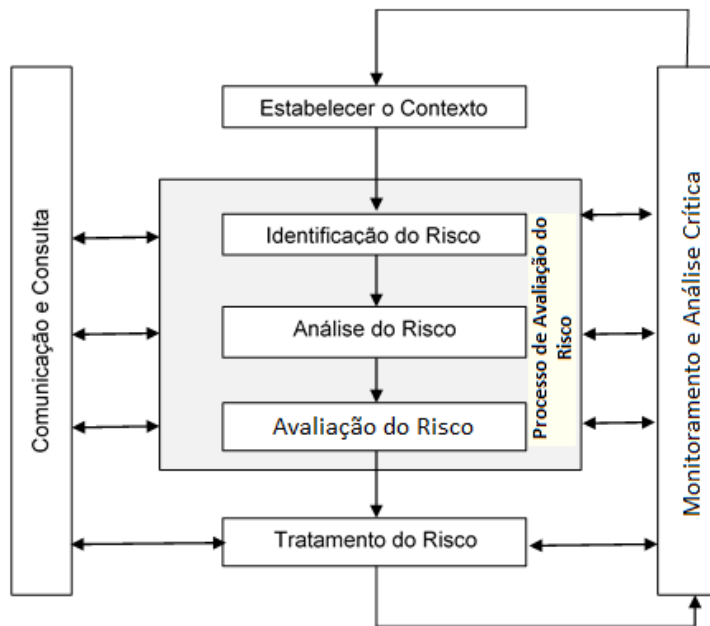 Estabelecer o Contexto
Comunicação e Consulta
Identificação do Risco
Análise do Risco
Avaliação do Risco
Processo de Avaliação do
Risco
Tratamento do Risco
Monitoramento e Análise Crítica